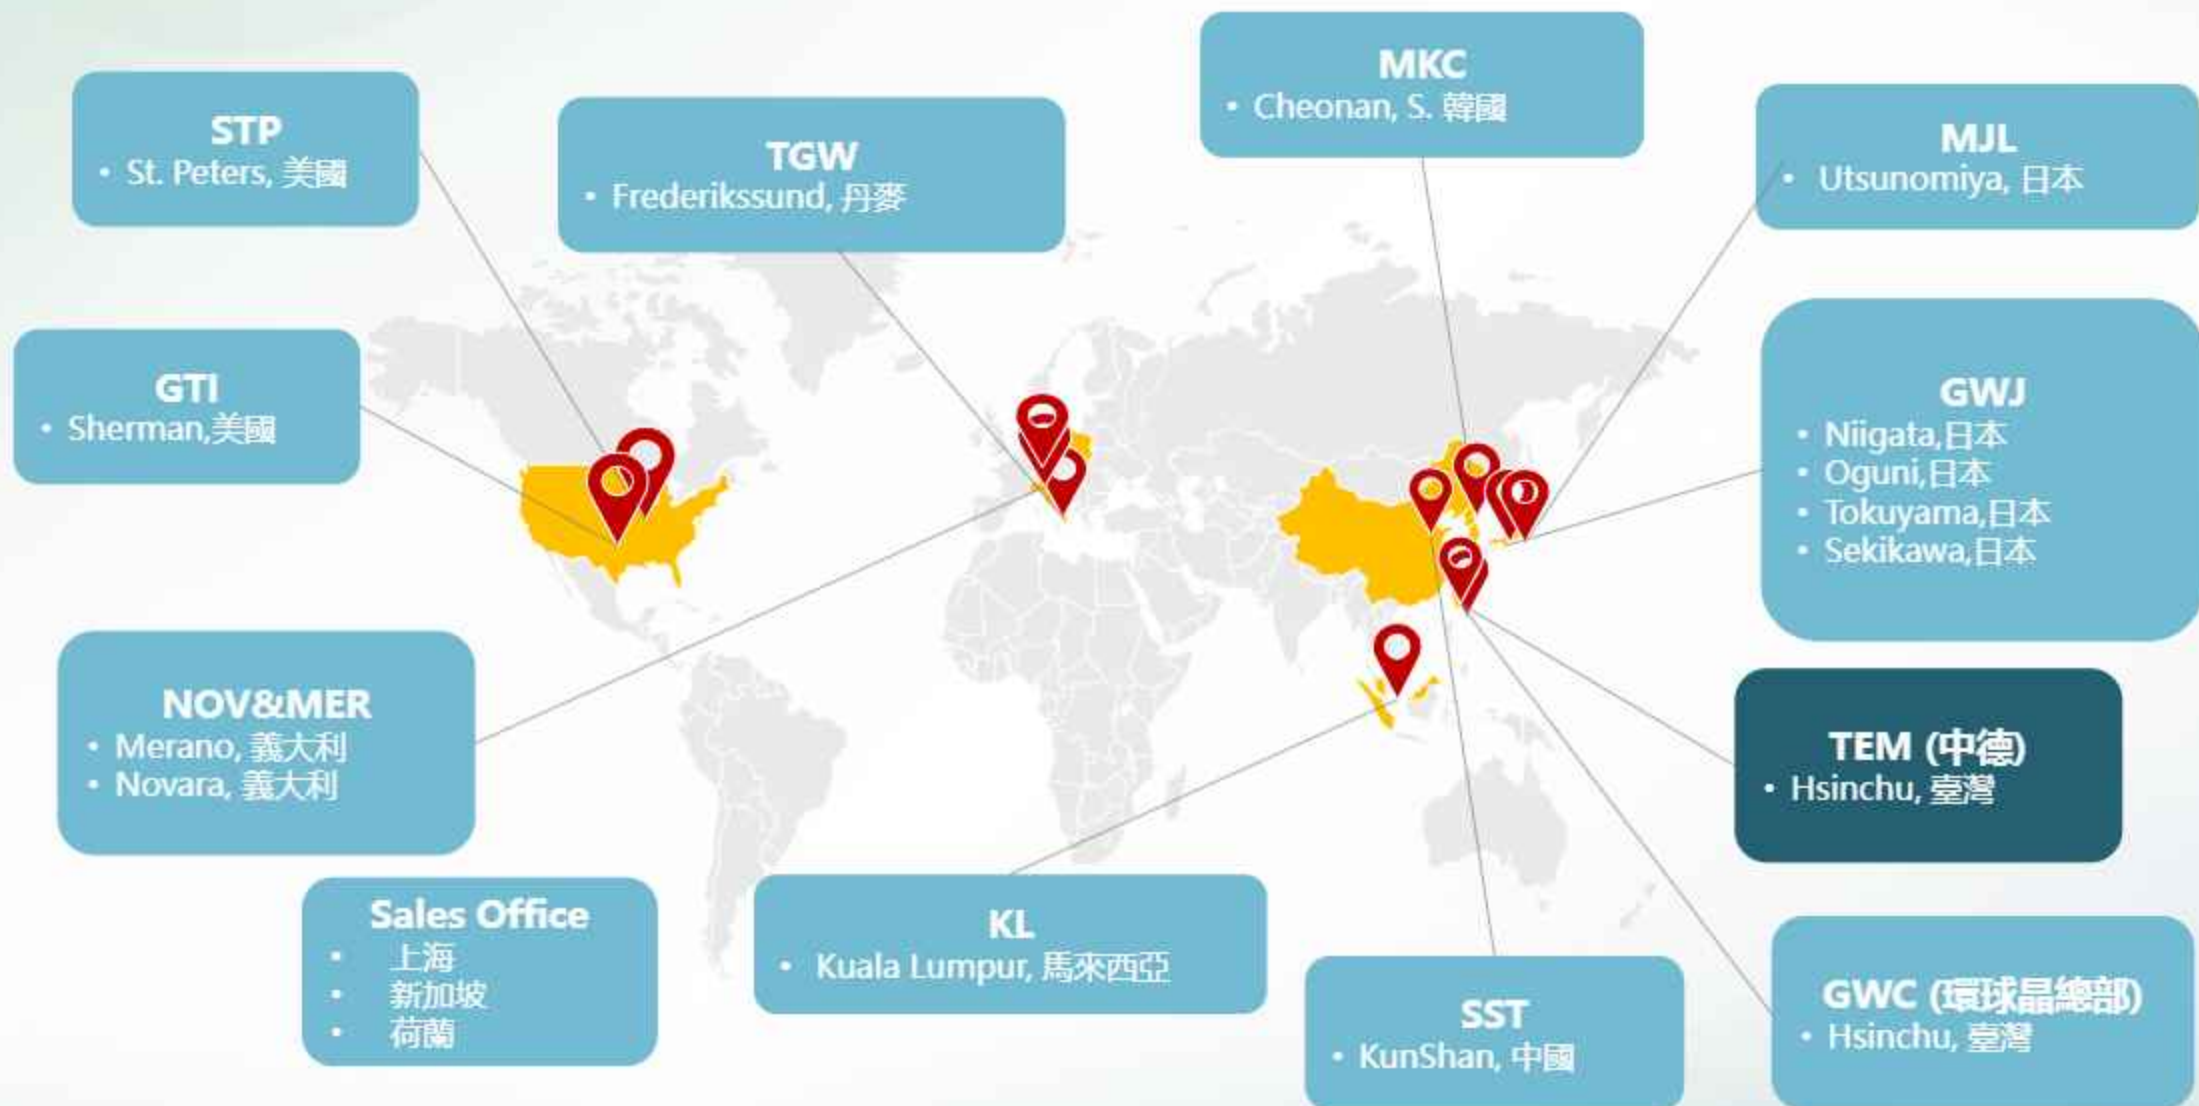 STP
• St. Peters, 美國
TGW
• Frederikssund, 丹麥
MKC
• Cheonan, S. 韓國
MJL
• Utsunomiya, 日本
GTI
• Sherman,美國
GWJ
• Niigata,日本
• Oguni,日本
• Tokuyama,日本
• Sekikawa,日本
NOV&MER
• Merano, 義大利
• Novara, 義大利
TEM (中德)
• Hsinchu, 臺灣
Sales Office
• 上海
• 新加坡
• 荷蘭
KL
• Kuala Lumpur, 馬來西亞
SST
• KunShan, 中國
GWC (環球晶總部)
• Hsinchu, 臺灣